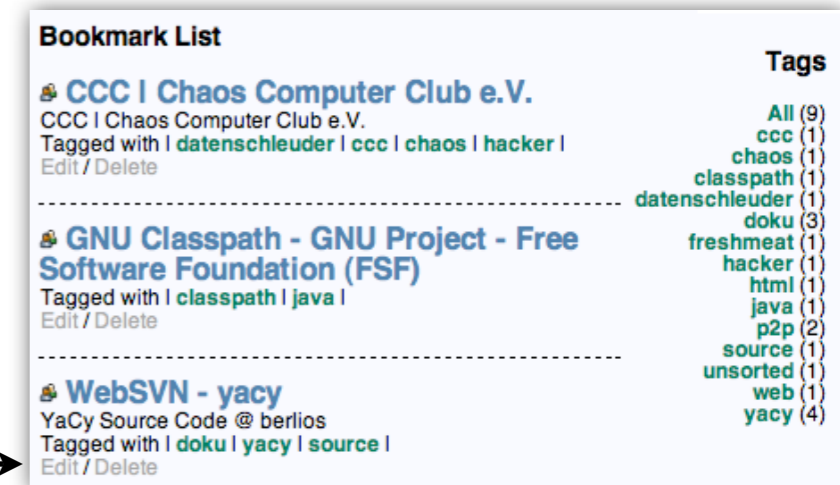 Bookmark List
CCC | Chaos Computer Club e.V.
CCC | Chaos Computer Club e.V.
Tagged with | datenschleuder | ccc | chaos | hacker |
Edit / Delete
GNU Classpath - GNU Project - Free
Software Foundation (FSF)
Tagged with | classpath | java |
Edit / Delete
WebSVN - yacy
YaCy Source Code @ berlios
Tagged with | doku | yacy | source |
Edit / Delete
Tags
All (9)
ccc (1)
chaos (1)
classpath (1)
datenschleuder (1)
doku (3)
freshmeat (1)
hacker (1)
html (1)
java (1)
p2p (2)
source (1)
unsorted (1)
web (1)
yacy (4)